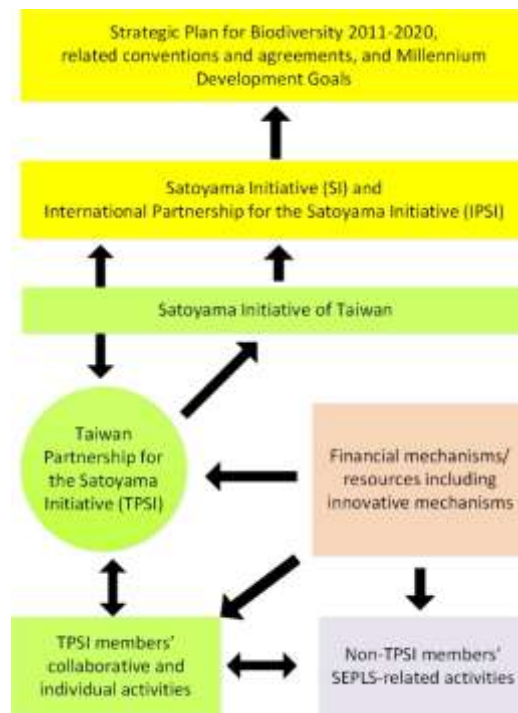 Strategic Plan for Biodiversity 2011-2020,
related conventions and agreements, and Millennium
Development Goals
Satoyama Initiative (SI) and
International Partnership for the Satoyama Initiative (IPSI)
Satoyama Initiative of Taiwan
Taiwan
Partnership for
the Satoyama
Initiative (TPSI)
Financial mechanisms/
resources including
innovative mechanisms
TPSI members'
collaborative and
individual activities
Non-TPSI members'
SEPLS-related activities